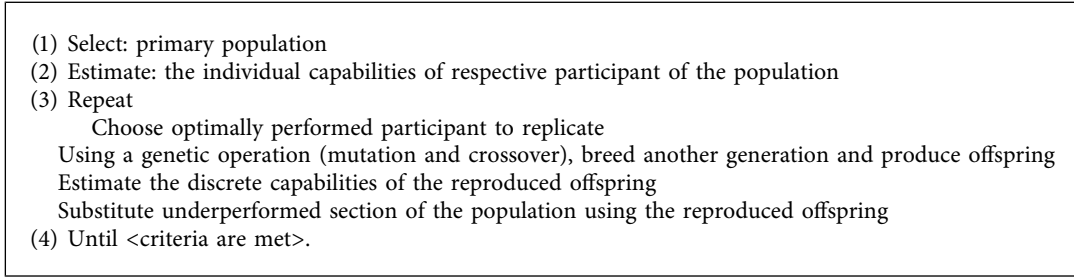 (1) Select: primary population
(2) Estimate: the individual capabilities of respective participant of the population
(3) Repeat
Choose optimally performed participant to replicate
Using a genetic operation (mutation and crossover), breed another generation and produce offspring
Estimate the discrete capabilities of the reproduced offspring
Substitute underperformed section of the population using the reproduced offspring
(4) Until <criteria are met>.